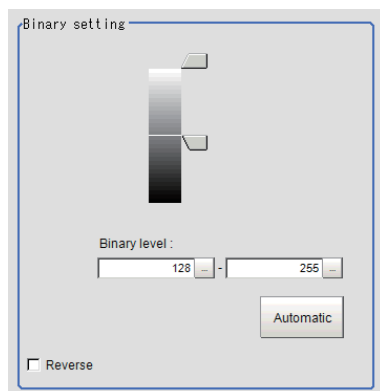 Binary setting
Binary level :
128 ... - 255 ...
Automatic
Reverse